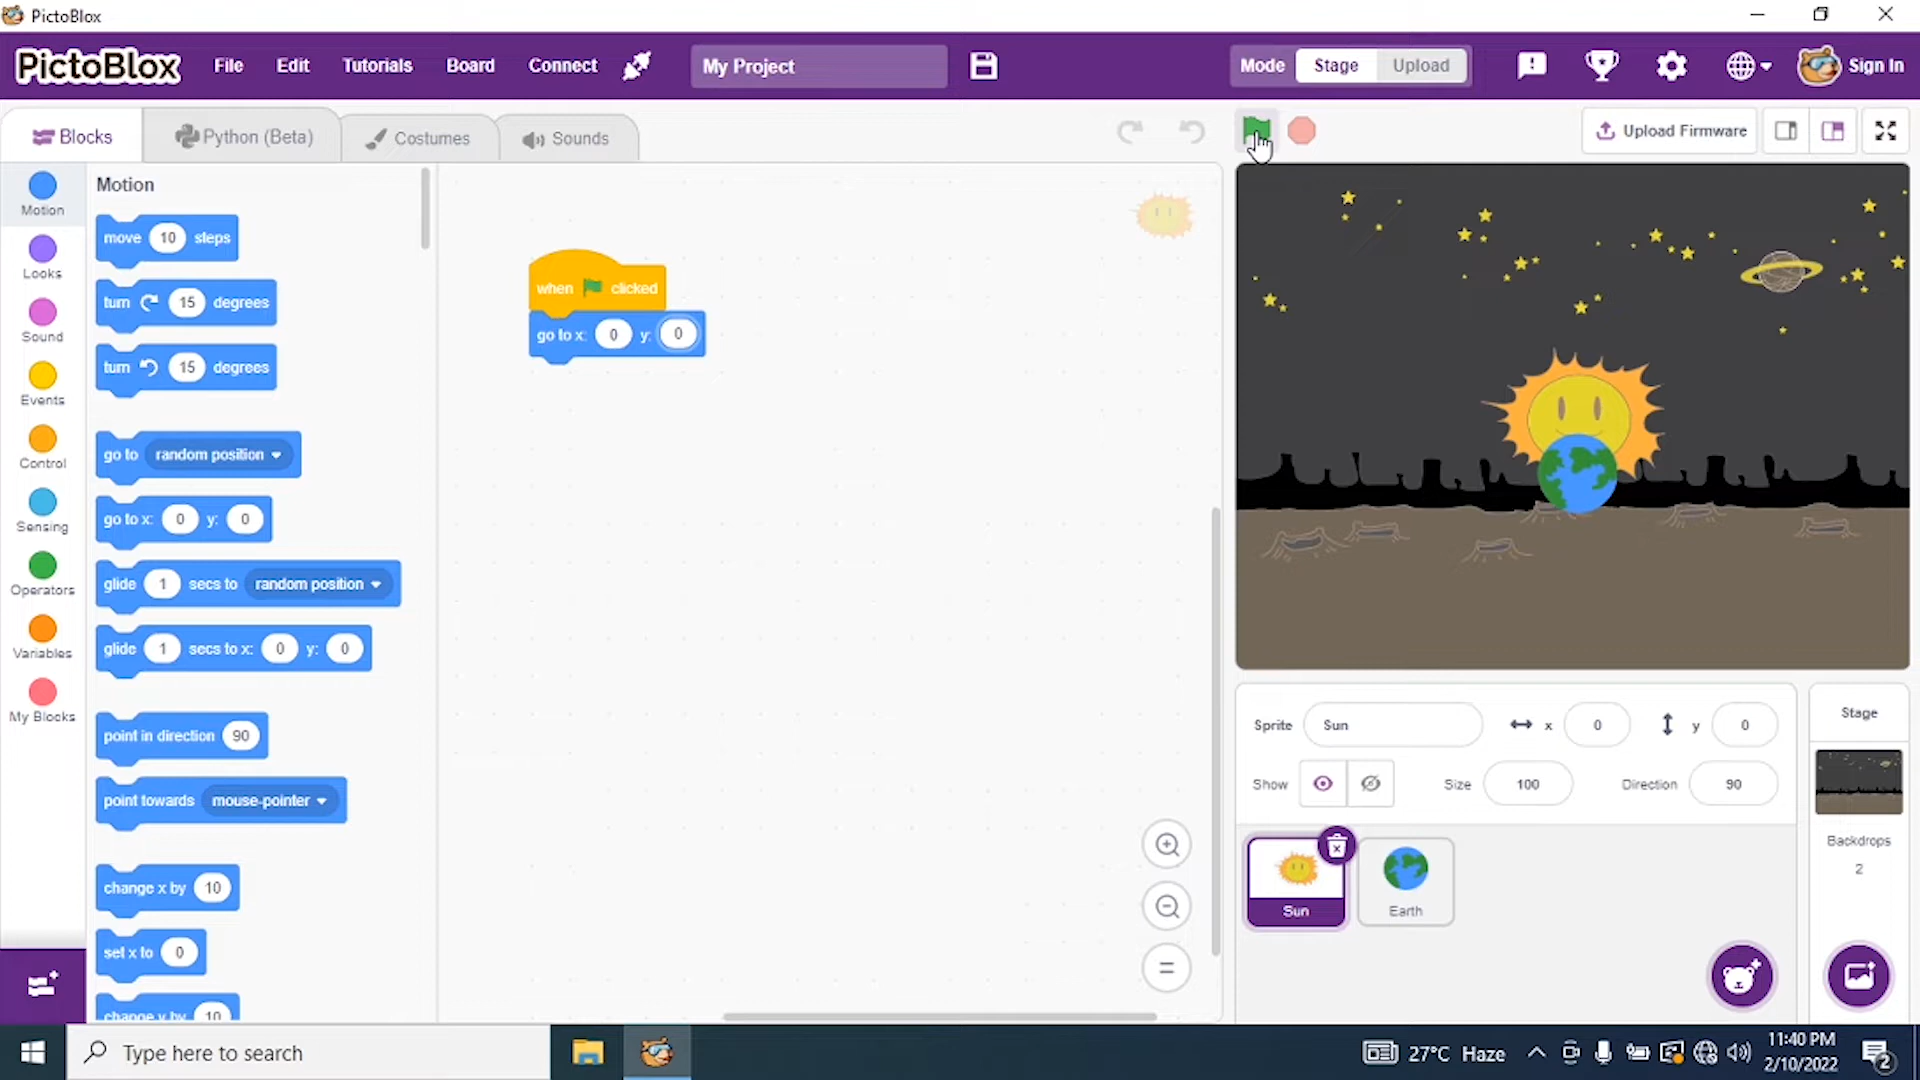 PictoBlox
PictoBlox File Edit Tutorials Board Connect My Project Mode Stage Upload Sign In
Blocks Python (Beta) Costumes Sounds Upload Firmware
Motion
Looks
Sound
Events
Control
Sensing
Operators
Variables
My Blocks
Motion
move 10 steps
turn 15 degrees
turn 15 degrees
go to random position
go to x: 0 y: 0
glide 1 secs to random position
glide 1 secs to x: 0 y: 0
point in direction 90
point towards mouse-pointer
change x by 10
set x to 0
change y by 10
when clicked
go to x: 0 y: 0
Sprite Sun x 0 y 0
Show Size 100 Direction 90
Sun
Earth
Stage
Backdrops
2
Type here to search
27°C Haze
11:40 PM
2/10/2022
2